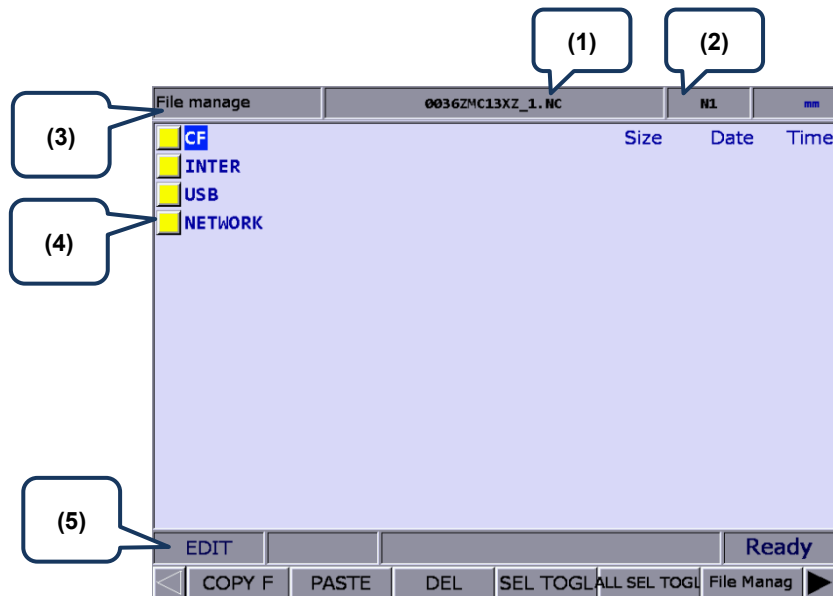 (1)
(2)
File manage 0036ZMC13XZ_1.NC N1 mm
(3)
CF Size Date Time
INTER
USB
NETWORK
(4)
(5)
EDIT Ready
COPY F PASTE DEL SEL TOGL ALL SEL TOGL File Manag